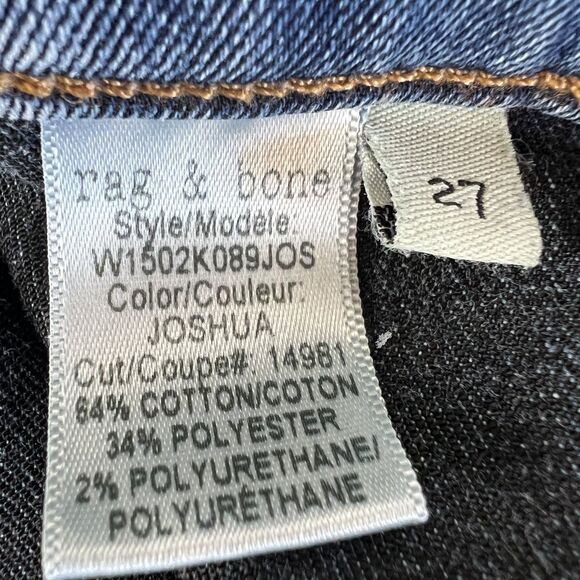 rag & bone
Style/Modèle:
W1502K089JOS
Color/Couleur:
JOSHUA
Cut/Coupe# 14981
64% COTTON/COTON
34% POLYESTER
2% POLYURETHANE/
POLYURÉTHANE
27